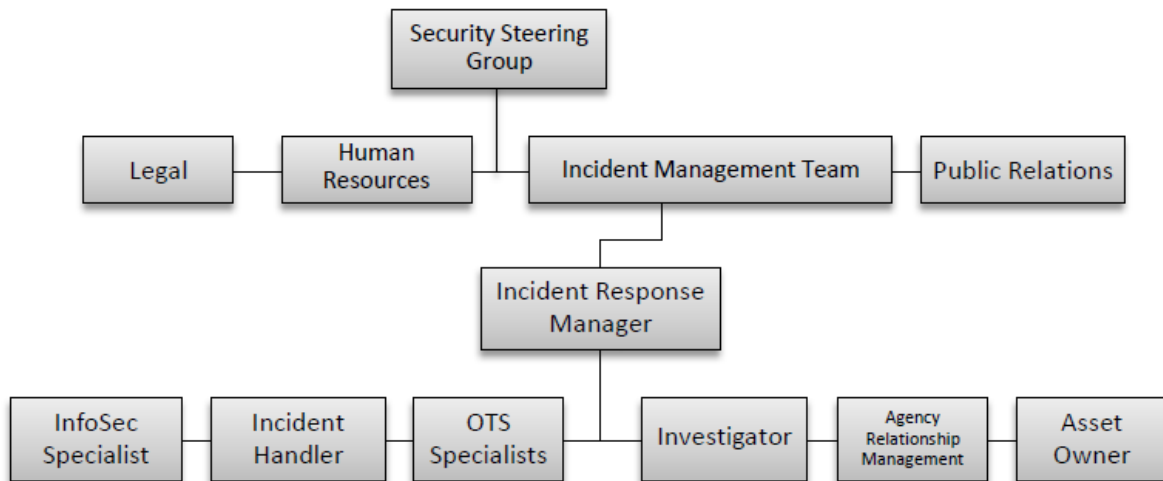 Security Steering
Group
Legal
Human
Resources
Incident Management Team
Public Relations
Incident Response
Manager
InfoSec
Specialist
Incident
Handler
OTS
Specialists
Investigator
Agency
Relationship
Management
Asset
Owner